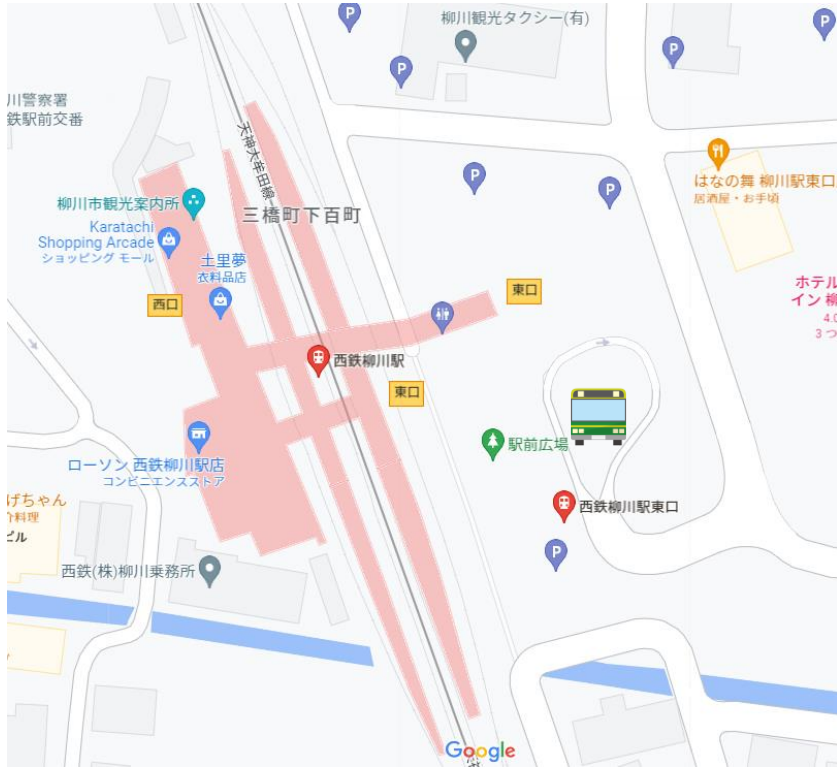 柳川観光タクシー(有)
川警察署
鉄駅前交番
天神大牟田線
はなの舞 柳川駅東口
居酒屋・お手頃
柳川市観光案内所
三橋町下百町
Karatachi
Shopping Arcade
ショッピング モール
土里夢
衣料品店
西口
東口
ホテル
イン 柳
4.0
3 つ
西鉄柳川駅
東口
駅前広場
ローソン 西鉄柳川駅店
コンビニエンスストア
げちゃん
介料理
ビル
西鉄柳川駅東口
西鉄(株)柳川乗務所
Google
P
P
P
P
P
P
P